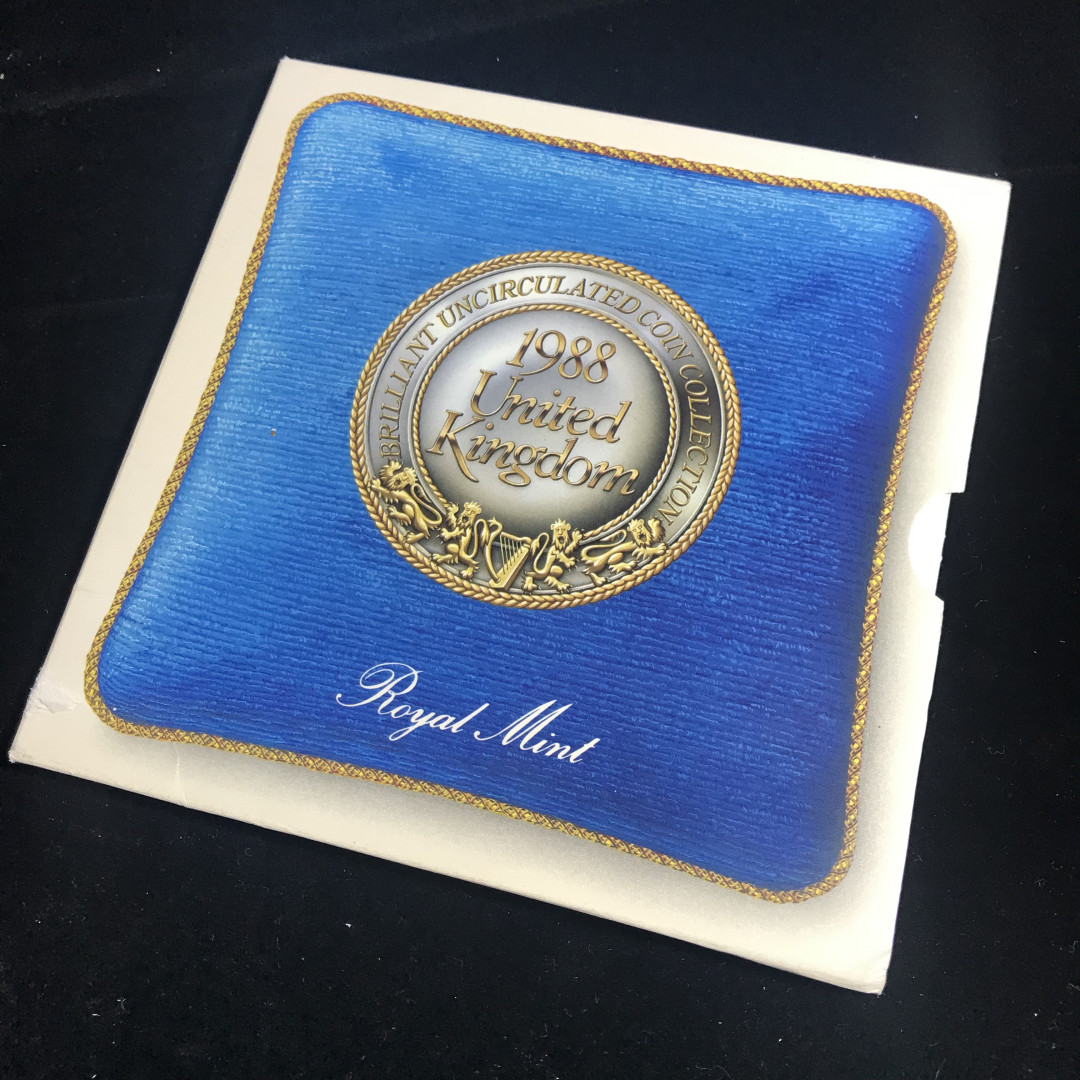 BRILLIANT UNCIRCULATED COIN COLLECTION
1988
United
Kingdom
Royal Mint